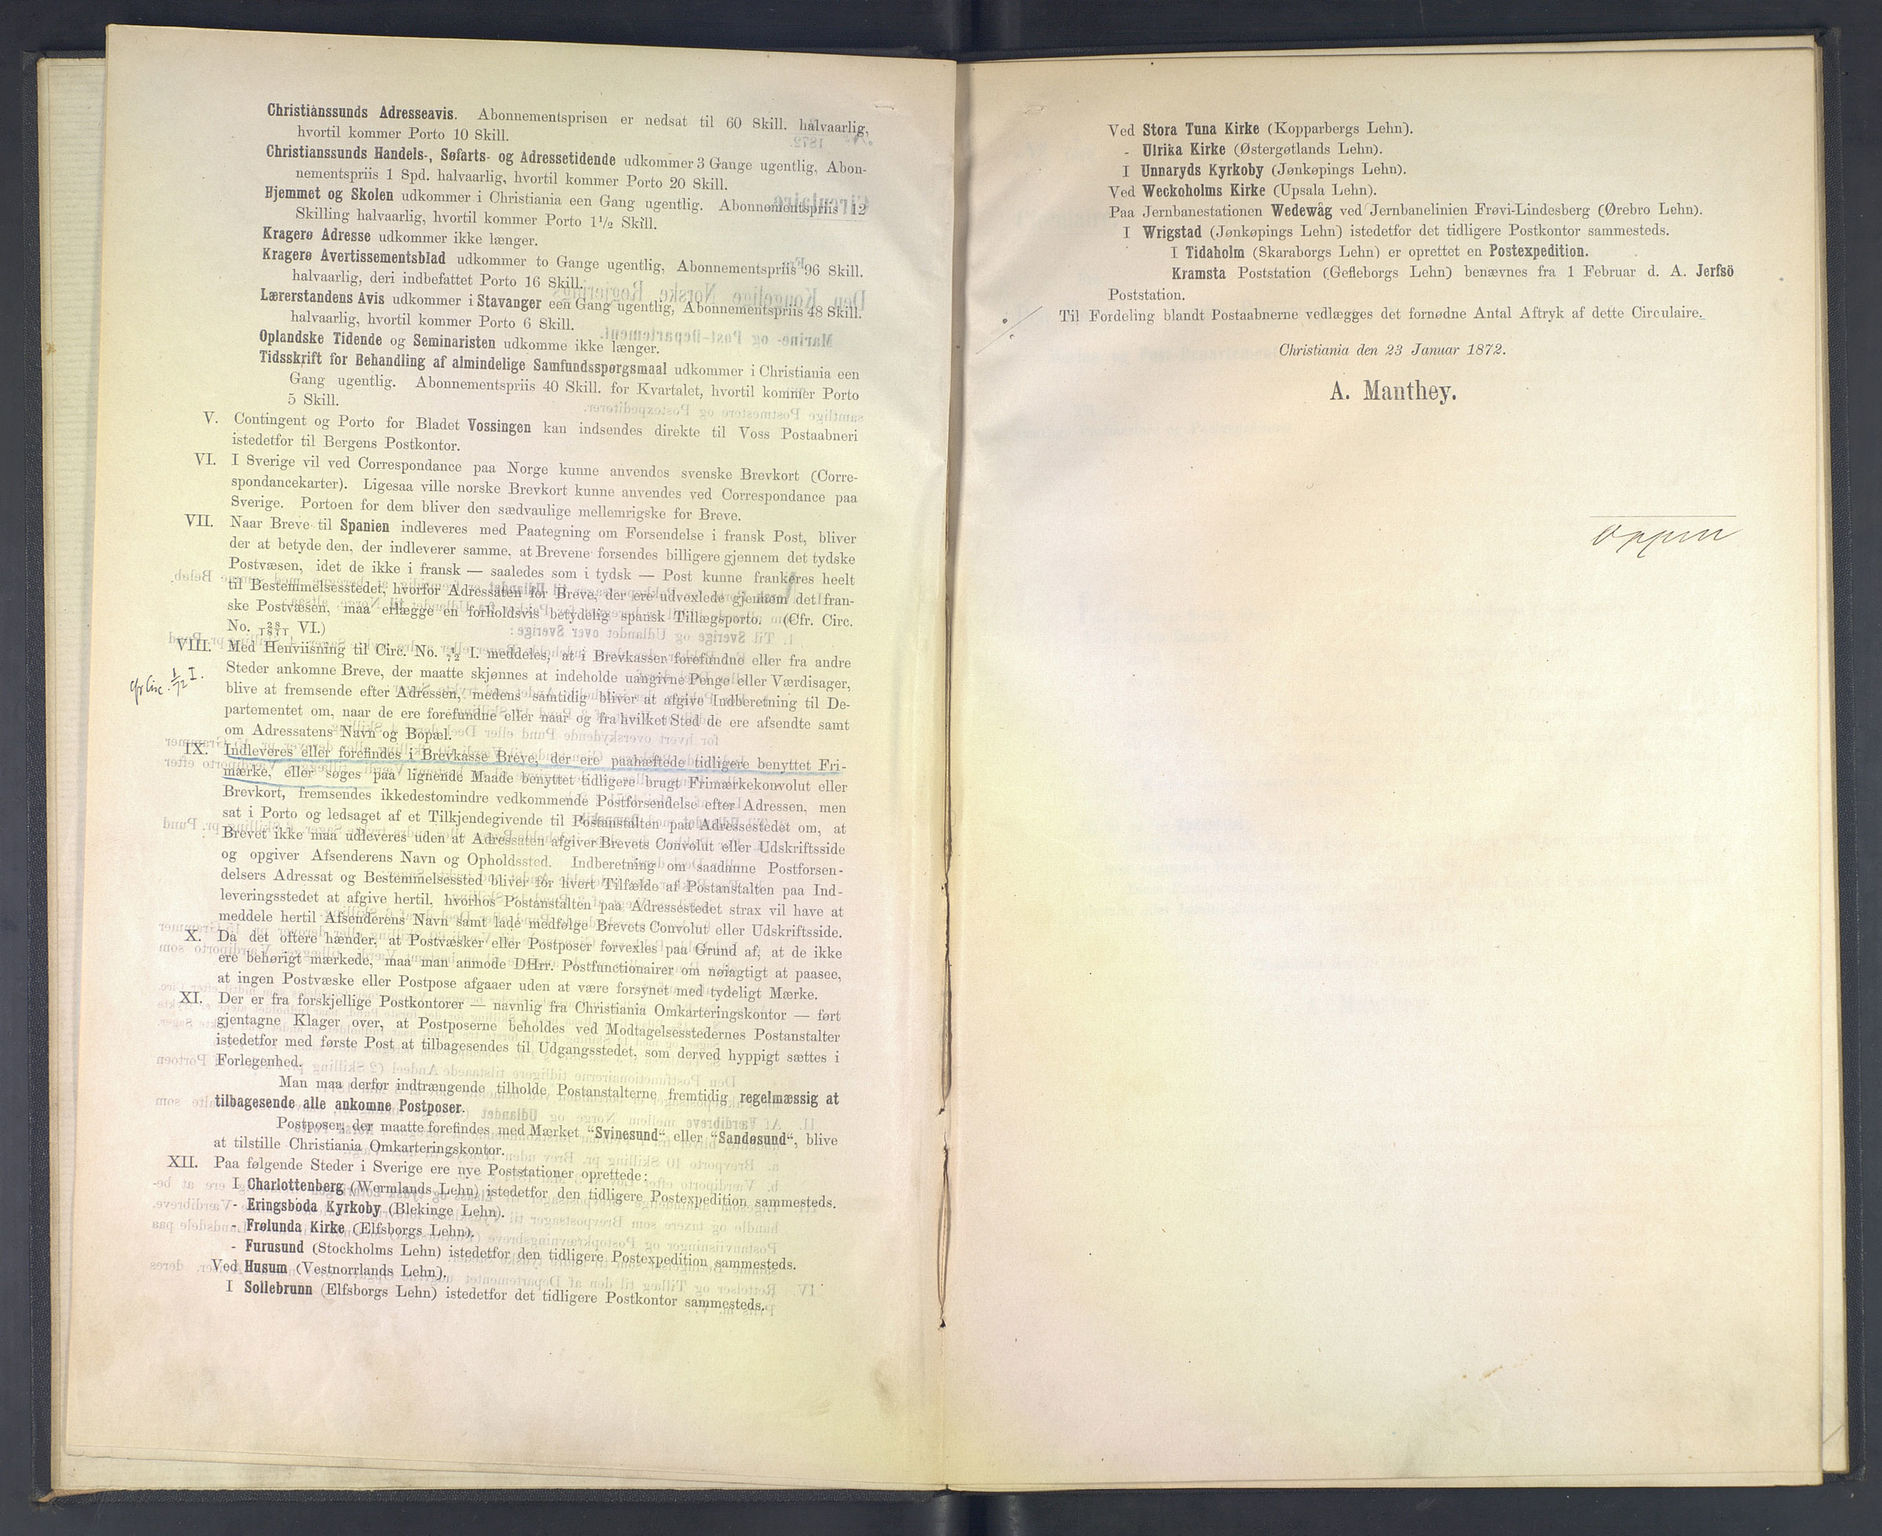 Christianssunds Adresseavis. Abonnementsprisen er nedsat til 60 Skill. halvaarlig,
hvortil kommer Porto 10 Skill.
Christianssunds Handels-, Søfarts- og Adressetidende udkommer 3 Gange ugentlig, Abon-
nementspriis 1 Spd. halvaarlig, hvortil kommer Porto 20 Skill.
Hjemmet og Skolen udkommer i Christiania een Gang ugentlig. Abonnementspriis 12
Skilling halvaarlig, hvortil kommer Porto 1½ Skill.
Kragerø Adresse udkommer ikke længer.
Kragerø Avertissementsblad udkommer to Gange ugentlig, Abonnementspriis 96 Skill.
halvaarlig, deri indbefattet Porto 16 Skill.
Lærerstandens Avis udkommer i Stavanger een Gang ugentlig, Abonnementspriis 48 Skill.
halvaarlig, hvortil kommer Porto 6 Skill.
Oplandske Tidende og Seminaristen udkomme ikke længer.
Tidsskrift for Behandling af almindelige Samfundsspørgsmaal udkommer i Christiania een
Gang ugentlig. Abonnementspriis 40 Skill. for Kvartalet, hvortil kommer Porto
5 Skill.
V. Contingent og Porto for Bladet Vossingen kan indsendes direkte til Voss Postaabneri
istedetfor til Bergens Postkontor.
VI. I Sverige vil ved Correspondance paa Norge kunne anvendes svenske Brevkort (Corre-
spondancekarter). Ligesaa ville norske Brevkort kunne anvendes ved Correspondance paa
Sverige. Portoen for dem bliver den sædvaulige mellemrigske for Breve.
VII. Naar Breve til Spanien indleveres med Paategning om Forsendelse i fransk Post, bliver
der at betyde den, der indleverer samme, at Brevene forsendes billigere gjennem det tydske
Postvæsen, idet de ikke i fransk — saaledes som i tydsk — Post kunne frankeres heelt
til Bestemmelsesstedet, hvorfor Adressaten for Breve, der ere udvexlede gjennem det fran-
ske Postvæsen, maa erlægge en forholdsvis betydelig spansk Tillægsporto. (Cfr. Circ.
No. 28/1871 VI.)
VIII. Med Henviisning til Circ. No. 1/72 I. meddeles, at i Brevkassen forefundne eller fra andre
Steder ankomne Breve, der maatte skjønnes at indeholde uangivne Penge eller Værdisager,
cfr Circ. 1/72 I.
blive at fremsende efter Adressen, medens samtidig bliver at afgive Indberetning til De-
partementet om, naar de ere forefundne eller naar og fra hvilket Sted de ere afsendte samt
om Adressatens Navn og Bopæl.
IX. Indleveres eller forefindes i Brevkasse Breve, der ere paahæftede tidligere benyttet Fri-
mærke, eller søges paa lignende Maade benyttet tidligere brugt Frimærkekonvolut eller
Brevkort, fremsendes ikkedestomindre vedkommende Postforsendelse efter Adressen, men
sat i Porto og ledsaget af et Tilkjendegivende til Postanstalten paa Adressestedet om, at
Brevet ikke maa udleveres uden at Adressaten afgiver Brevets Convolut eller Udskriftsside
og opgiver Afsenderens Navn og Opholdssted. Indberetning om saadanne Postforsen-
delsers Adressat og Bestemmelsessted bliver for hvert Tilfælde af Postanstalten paa Ind-
leveringsstedet at afgive hertil, hvorhos Postanstalten paa Adressestedet strax vil have at
meddele hertil Afsenderens Navn samt lade medfølge Brevets Convolut eller Udskriftsside.
X. Da det oftere hænder, at Postvæsker eller Postposer forvexles paa Grund af, at de ikke
ere behørigt mærkede, maa man anmode DHrr. Postfunctionairer om nøiagtigt at paasee,
at ingen Postvæske eller Postpose afgaaer uden at være forsynet med tydeligt Mærke.
XI. Der er fra forskjellige Postkontorer — navnlig fra Christiania Omkarteringskontor — ført
gjentagne Klager over, at Postposerne beholdes ved Modtagelsesstedernes Postanstalter
istedetfor med første Post at tilbagesendes til Udgangsstedet, som derved hyppigt sættes i
Forlegenhed.
Man maa derfor indtrængende tilholde Postanstalterne fremtidig regelmæssig at
tilbagesende alle ankomne Postposer.
Postposer, der maatte forefindes med Mærket “Svinesund“ eller “Sandøsund“, blive
at tilstille Christiania Omkarteringskontor.
XII. Paa følgende Steder i Sverige ere nye Poststationer oprettede:
I Charlottenberg (Wermlands Lehn) istedetfor den tidligere Postexpedition sammesteds.
- Eringsboda Kyrkoby (Blekinge Lehn).
- Frølunda Kirke (Elfsborgs Lehn).
- Furusund (Stockholms Lehn) istedetfor den tidligere Postexpedition sammesteds.
Ved Husum (Vestnorrlands Lehn).
I Sollebrunn (Elfsborgs Lehn) istedetfor det tidligere Postkontor sammesteds.
Ved Stora Tuna Kirke (Kopparbergs Lehn).
- Ulrika Kirke (Østergøtlands Lehn).
I Unnaryds Kyrkoby (Jønkøpings Lehn).
Ved Weckoholms Kirke (Upsala Lehn).
Paa Jernbanestationen Wedewåg ved Jernbanelinien Frøvi-Lindesberg (Ørebro Lehn).
I Wrigstad (Jønkøpings Lehn) istedetfor det tidligere Postkontor sammesteds.
I Tidaholm (Skaraborgs Lehn) er oprettet en Postexpedition.
Kramsta Poststation (Gefleborgs Lehn) benævnes fra 1 Februar d. A. Jerfsö
Poststation.
Til Fordeling blandt Postaabnerne vedlægges det fornødne Antal Aftryk af dette Circulaire.
Christiania den 23 Januar 1872.
A. Manthey.